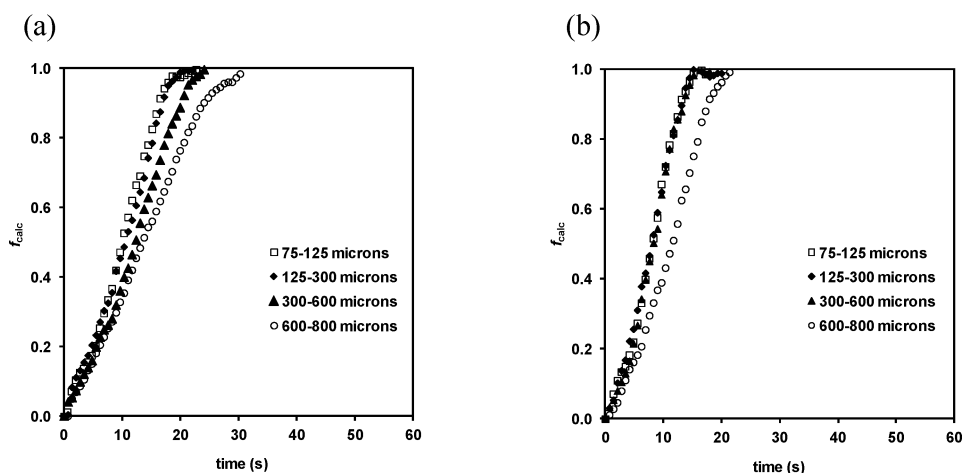 (a)
1.0
0.8
0.6
0.4
0.2
0.0
f_calc
75-125 microns
125-300 microns
300-600 microns
600-800 microns
0 10 20 30 40 50 60
time (s)
(b)
1.0
0.8
0.6
0.4
0.2
0.0
f_calc
75-125 microns
125-300 microns
300-600 microns
600-800 microns
0 10 20 30 40 50 60
time (s)